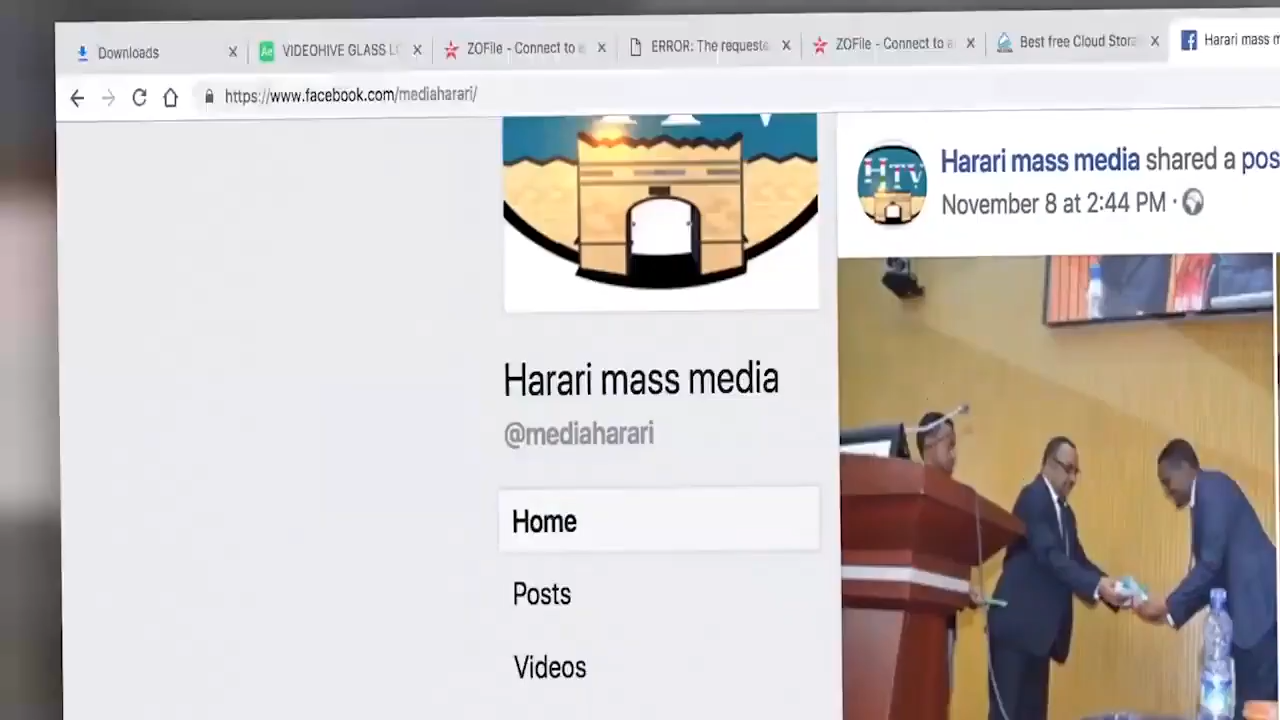 Downloads
VIDEOHIVE GLASS LO
ZOFile - Connect to a
ERROR: The requeste
ZOFile - Connect to a
Best free Cloud Stora
Harari mass m
https://www.facebook.com/mediaharari/
HTV
Harari mass media shared a pos
November 8 at 2:44 PM ·
Harari mass media
@mediaharari
Home
Posts
Videos